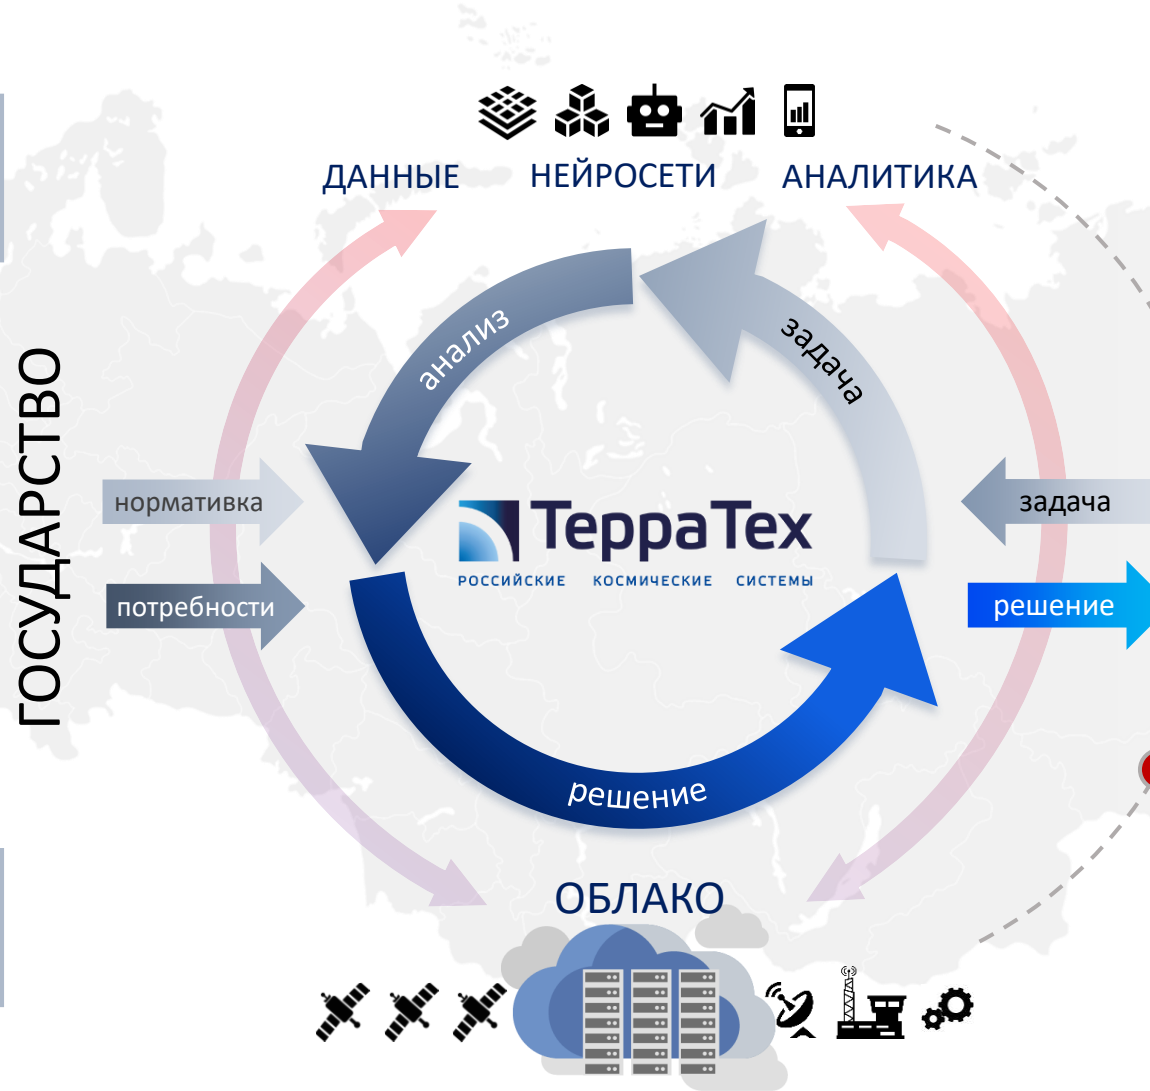 ДАННЫЕ НЕЙРОСЕТИ АНАЛИТИКА
анализ
задача
ГОСУДАРСТВО
нормативка
потребности
ТерраТех
РОССИЙСКИЕ КОСМИЧЕСКИЕ СИСТЕМЫ
задача
решение
решение
ОБЛАКО